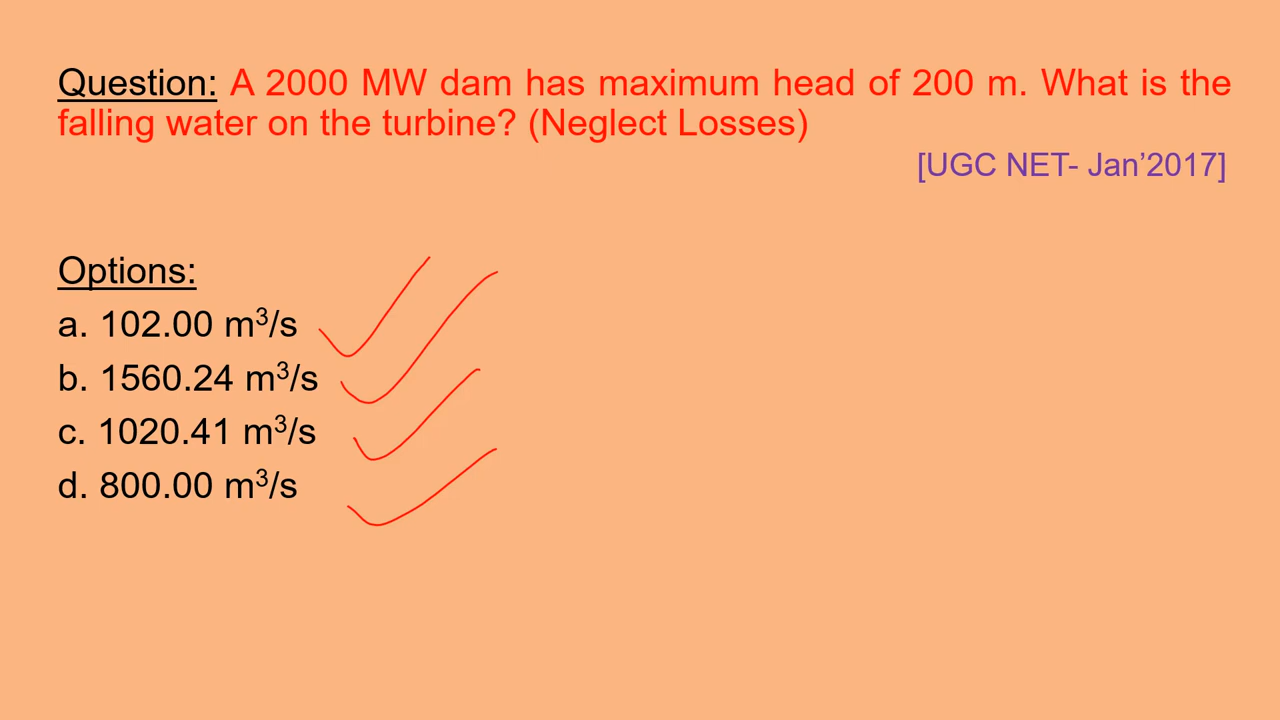 Question: A 2000 MW dam has maximum head of 200 m. What is the
falling water on the turbine? (Neglect Losses)
[UGC NET- Jan’2017]
Options:
a. 102.00 m³/s
b. 1560.24 m³/s
c. 1020.41 m³/s
d. 800.00 m³/s